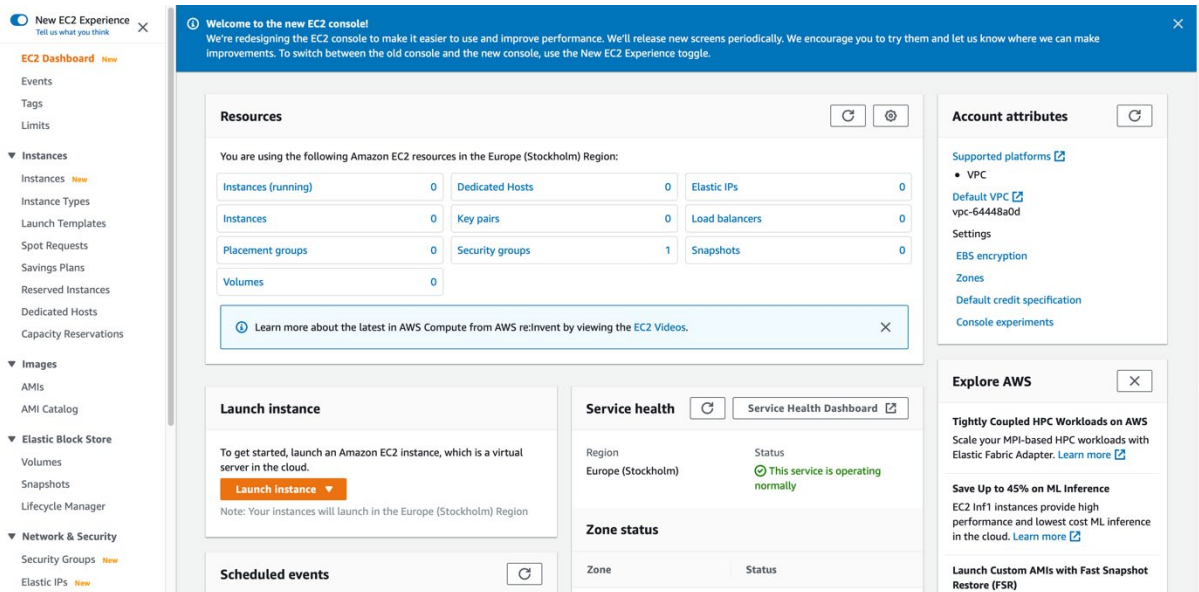 New EC2 Experience
Tell us what you think
EC2 Dashboard New
Events
Tags
Limits
Instances
Instances New
Instance Types
Launch Templates
Spot Requests
Savings Plans
Reserved Instances
Dedicated Hosts
Capacity Reservations
Images
AMIs
AMI Catalog
Elastic Block Store
Volumes
Snapshots
Lifecycle Manager
Network & Security
Security Groups New
Elastic IPs New
Welcome to the new EC2 console!
We're redesigning the EC2 console to make it easier to use and improve performance. We'll release new screens periodically. We encourage you to try them and let us know where we can make
improvements. To switch between the old console and the new console, use the New EC2 Experience toggle.
Resources
You are using the following Amazon EC2 resources in the Europe (Stockholm) Region:
Instances (running) 0
Dedicated Hosts 0
Elastic IPs 0
Instances 0
Key pairs 0
Load balancers 0
Placement groups 0
Security groups 1
Snapshots 0
Volumes 0
Learn more about the latest in AWS Compute from AWS re:Invent by viewing the EC2 Videos.
Launch instance
To get started, launch an Amazon EC2 instance, which is a virtual
server in the cloud.
Launch instance
Note: Your instances will launch in the Europe (Stockholm) Region
Scheduled events
Service health
Service Health Dashboard
Region
Europe (Stockholm)
Status
This service is operating
normally
Zone status
Zone
Status
Account attributes
Supported platforms
• VPC
Default VPC
vpc-64448a0d
Settings
EBS encryption
Zones
Default credit specification
Console experiments
Explore AWS
Tightly Coupled HPC Workloads on AWS
Scale your MPI-based HPC workloads with
Elastic Fabric Adapter. Learn more
Save Up to 45% on ML Inference
EC2 Inf1 instances provide high
performance and lowest cost ML inference
in the cloud. Learn more
Launch Custom AMIs with Fast Snapshot
Restore (FSR)